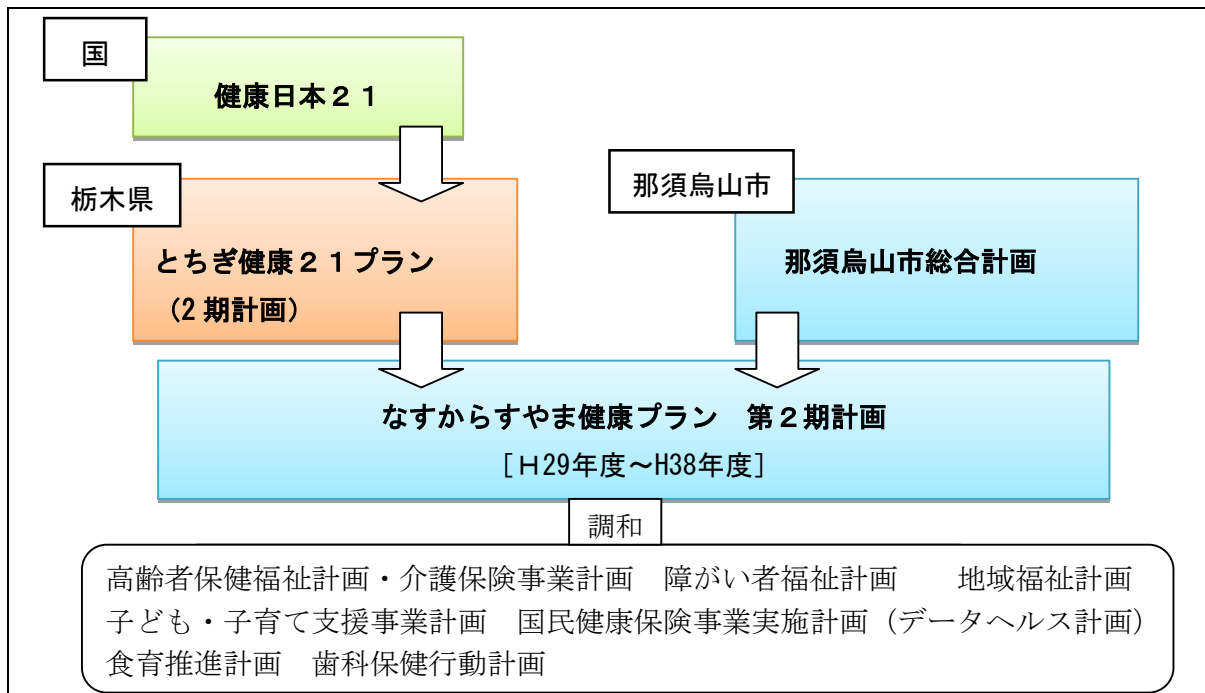 国
健康日本２１
栃木県
とちぎ健康２１プラン
（2 期計画）
那須烏山市
那須烏山市総合計画
なすからすやま健康プラン　第２期計画
［Ｈ29年度～H38年度］
調和
高齢者保健福祉計画・介護保険事業計画　障がい者福祉計画　　地域福祉計画
子ども・子育て支援事業計画　国民健康保険事業実施計画（データヘルス計画）
食育推進計画　歯科保健行動計画